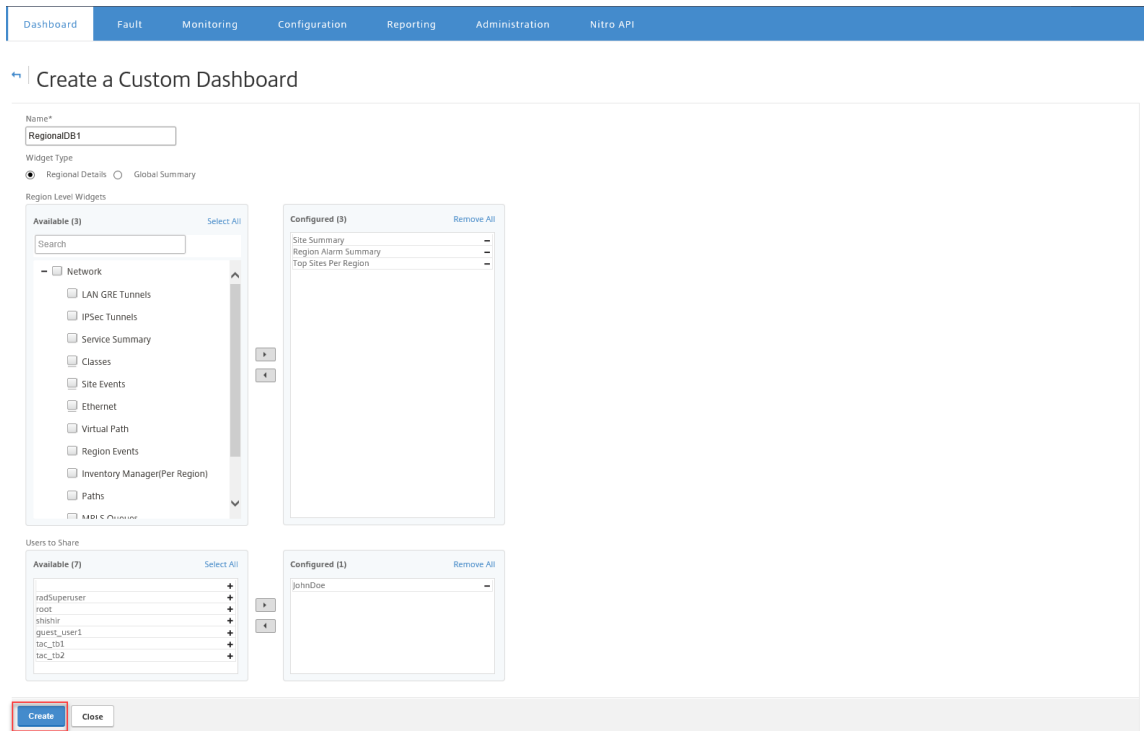 Dashboard Fault Monitoring Configuration Reporting Administration Nitro API
Create a Custom Dashboard
Name*
RegionalDB1
Widget Type
Regional Details Global Summary
Region Level Widgets
Available (3) Select All
Search
Network
LAN GRE Tunnels
IPSec Tunnels
Service Summary
Classes
Site Events
Ethernet
Virtual Path
Region Events
Inventory Manager(Per Region)
Paths
MPLS Queues
Configured (3) Remove All
Site Summary
Region Alarm Summary
Top Sites Per Region
Users to Share
Available (7) Select All
radSuperuser
root
shishir
guest_user1
tac_tb1
tac_tb2
Configured (1) Remove All
JohnDoe
Create Close